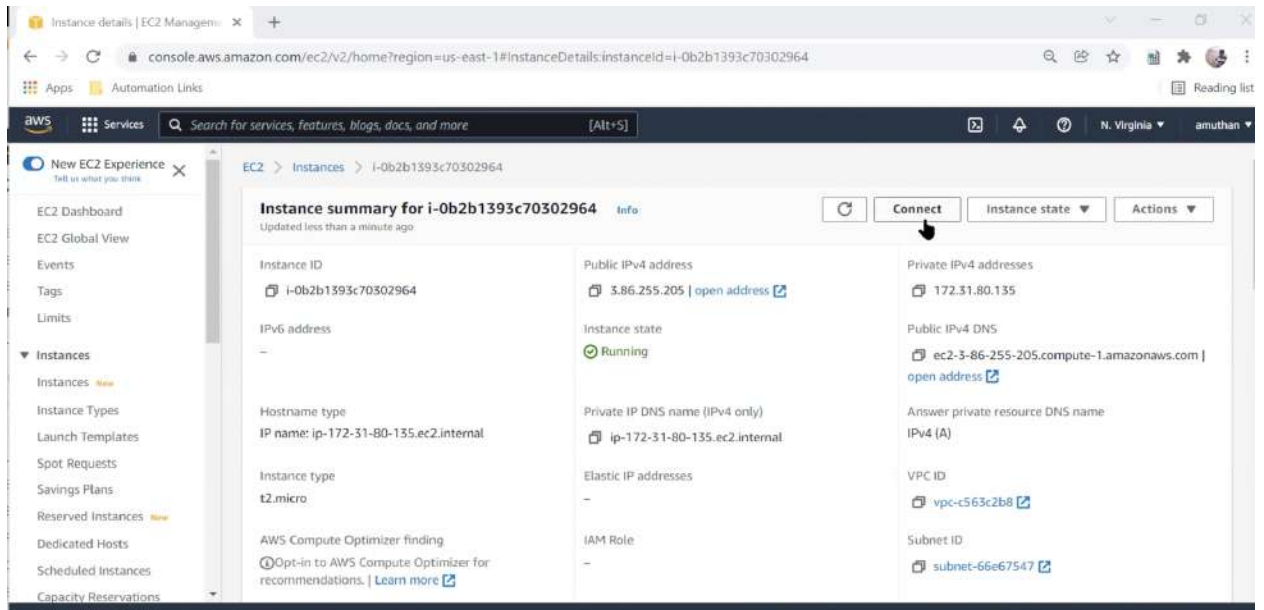 Instance details | EC2 Managem
console.aws.amazon.com/ec2/v2/home?region=us-east-1#InstanceDetails:instanceId=i-0b2b1393c70302964
Apps Automation Links Reading list
aws Services Search for services, features, blogs, docs, and more [Alt+S] N. Virginia ▼ amuthan ▼
New EC2 Experience
Tell us what you think
EC2 Dashboard
EC2 Global View
Events
Tags
Limits
▼ Instances
Instances New
Instance Types
Launch Templates
Spot Requests
Savings Plans
Reserved Instances New
Dedicated Hosts
Scheduled Instances
Capacity Reservations
EC2 > Instances > i-0b2b1393c70302964
Instance summary for i-0b2b1393c70302964 Info Connect Instance state ▼ Actions ▼
Updated less than a minute ago
Instance ID Public IPv4 address Private IPv4 addresses
i-0b2b1393c70302964 3.86.255.205 | open address 172.31.80.135
IPv6 address Instance state Public IPv4 DNS
– Running ec2-3-86-255-205.compute-1.amazonaws.com |
open address
Hostname type Private IP DNS name (IPv4 only) Answer private resource DNS name
IP name: ip-172-31-80-135.ec2.internal ip-172-31-80-135.ec2.internal IPv4 (A)
Instance type Elastic IP addresses VPC ID
t2.micro – vpc-c563c2b8
AWS Compute Optimizer finding IAM Role Subnet ID
Opt-in to AWS Compute Optimizer for – subnet-66e67547
recommendations. | Learn more